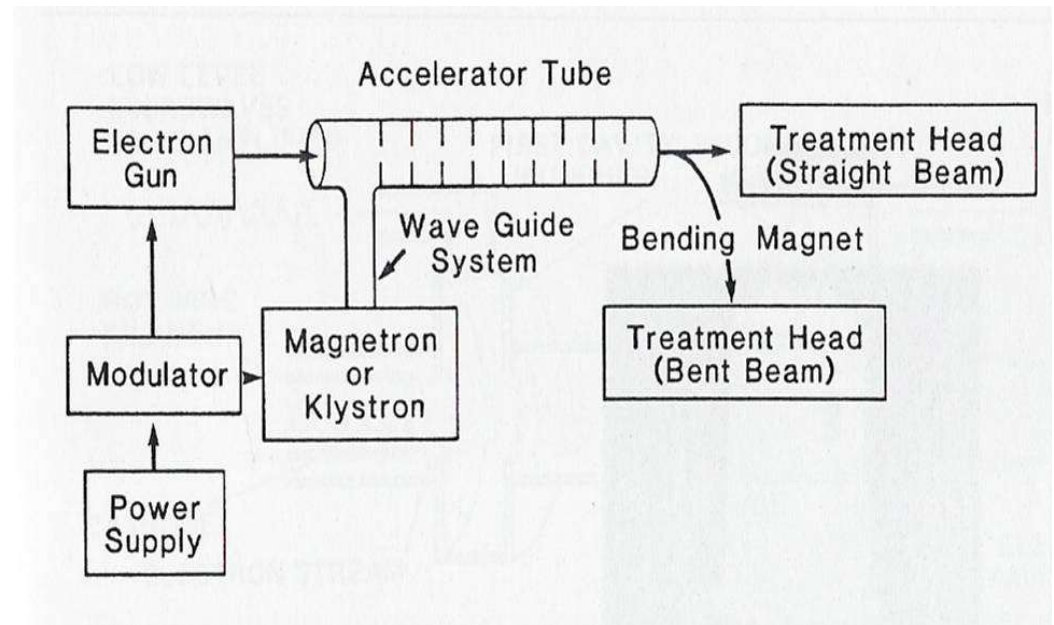 Accelerator Tube
Electron
Gun
Treatment Head
(Straight Beam)
Wave Guide
System
Bending Magnet
Magnetron
or
Klystron
Treatment Head
(Bent Beam)
Modulator
Power
Supply